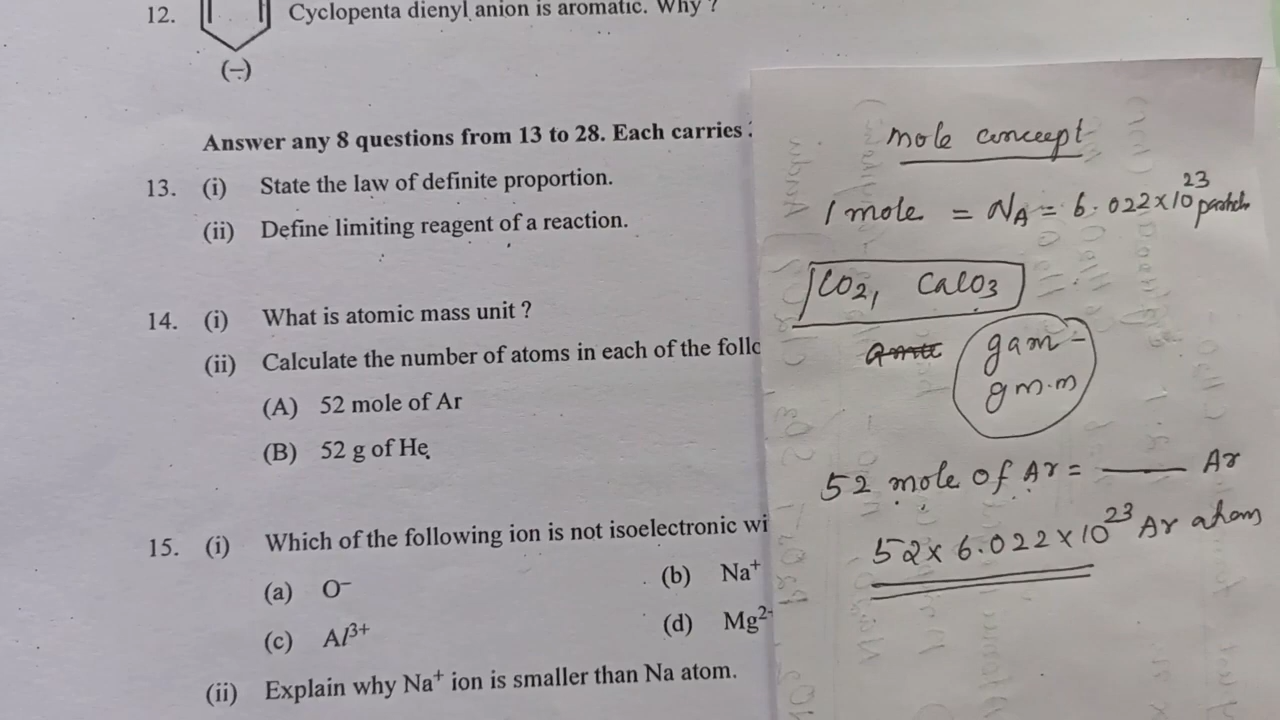 12. Cyclopenta dienyl anion is aromatic. Why ?
(−)
Answer any 8 questions from 13 to 28. Each carries
13. (i) State the law of definite proportion.
(ii) Define limiting reagent of a reaction.
14. (i) What is atomic mass unit ?
(ii) Calculate the number of atoms in each of the follo
(A) 52 mole of Ar
(B) 52 g of He
15. (i) Which of the following ion is not isoelectronic wi
(a) O⁻ (b) Na⁺
(c) Al³⁺ (d) Mg²⁺
(ii) Explain why Na⁺ ion is smaller than Na atom.
mole conceept
1 mole = NA = 6.022×10²³
CO₂, CaCO₃
gam -
gm.m
52 mole of Ar = ——— Ar
52 × 6.022×10²³ Ar atoms